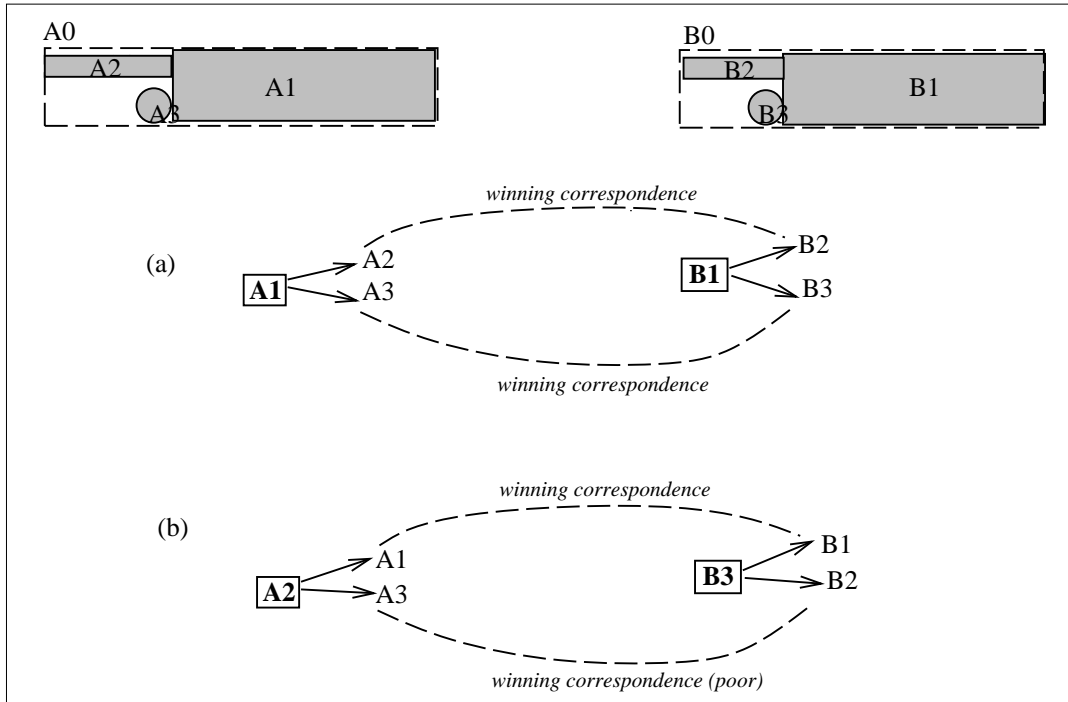 A0
B0
A2
B2
A1
B1
A3
B3
winning correspondence
(a)
A2
B2
A1
B1
A3
B3
winning correspondence
winning correspondence
(b)
A1
B1
A2
B3
A3
B2
winning correspondence (poor)